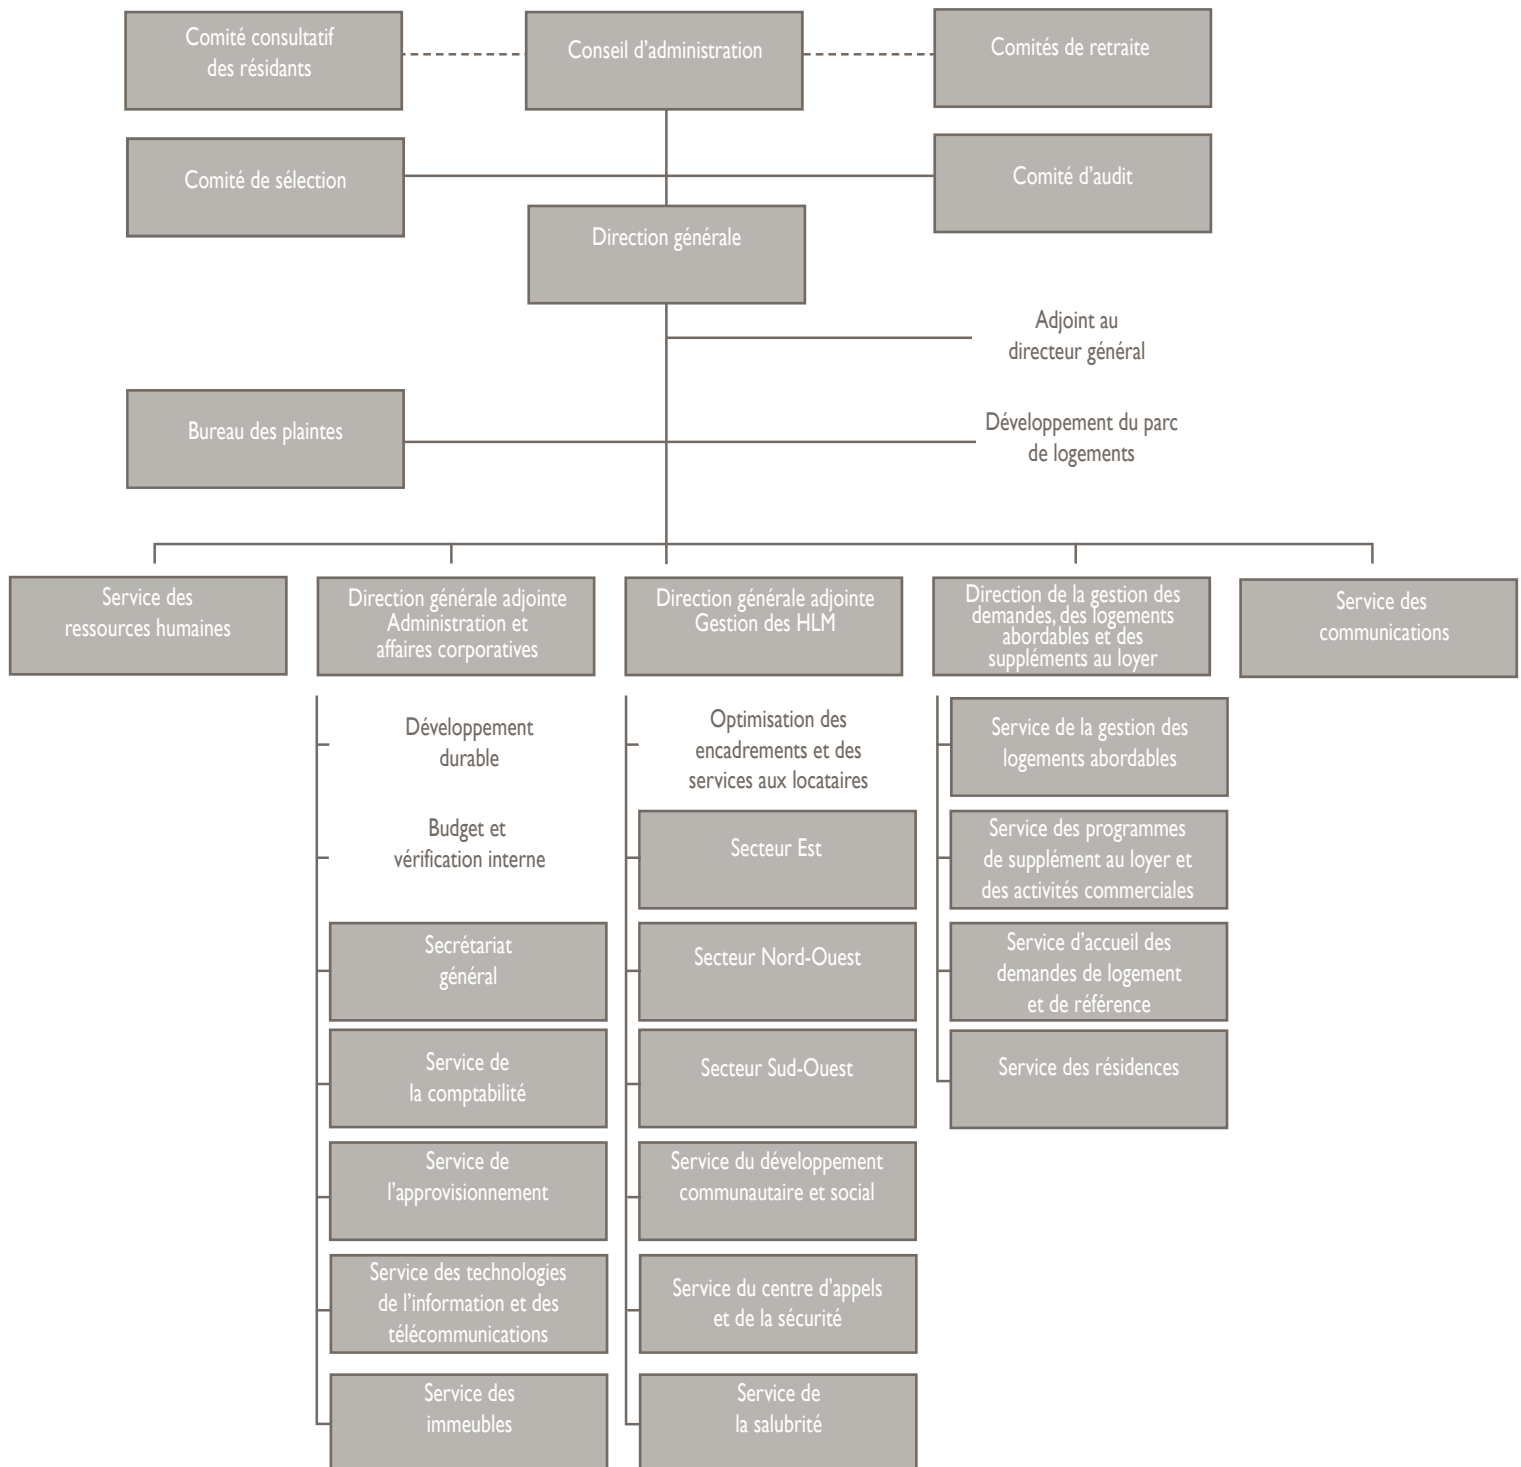 Comité consultatif
des résidants
Conseil d'administration
Comités de retraite
Comité de sélection
Comité d'audit
Direction générale
Adjoint au
directeur général
Bureau des plaintes
Développement du parc
de logements
Service des
ressources humaines
Direction générale adjointe
Administration et
affaires corporatives
Direction générale adjointe
Gestion des HLM
Direction de la gestion des
demandes, des logements
abordables et des
suppléments au loyer
Service des
communications
Développement
durable
Budget et
vérification interne
Secrétariat
général
Service de
la comptabilité
Service de
l'approvisionnement
Service des technologies
de l'information et des
télécommunications
Service des
immeubles
Optimisation des
encadrements et des
services aux locataires
Secteur Est
Secteur Nord-Ouest
Secteur Sud-Ouest
Service du développement
communautaire et social
Service du centre d'appels
et de la sécurité
Service de
la salubrité
Service de la gestion des
logements abordables
Service des programmes
de supplément au loyer et
des activités commerciales
Service d'accueil des
demandes de logement
et de référence
Service des résidences